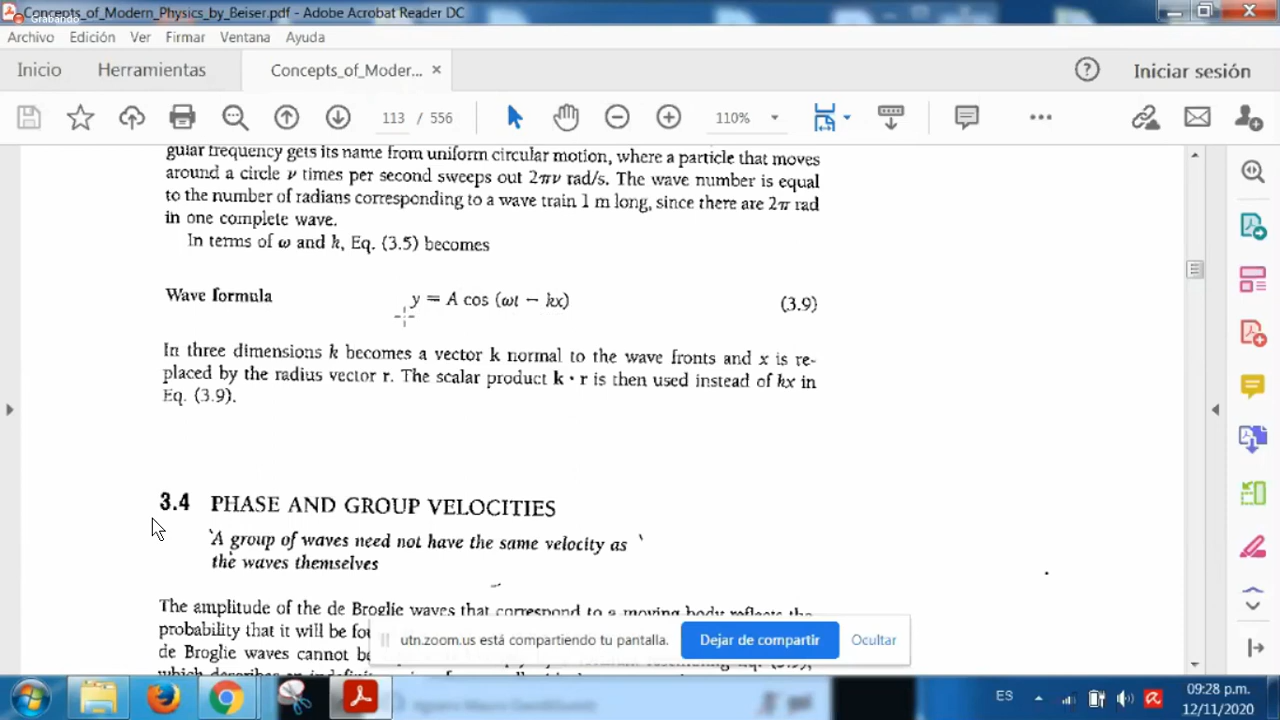 Concepts_of_Modern_Physics_by_Beiser.pdf - Adobe Acrobat Reader DC
Grabando
Archivo Edición Ver Firmar Ventana Ayuda
Inicio Herramientas Concepts_of_Moder... × Iniciar sesión
113 / 556 110%
gular frequency gets its name from uniform circular motion, where a particle that moves
around a circle ν times per second sweeps out 2πν rad/s. The wave number is equal
to the number of radians corresponding to a wave train 1 m long, since there are 2π rad
in one complete wave.
In terms of ω and k, Eq. (3.5) becomes
Wave formula y = A cos (ωt − kx) (3.9)
In three dimensions k becomes a vector k normal to the wave fronts and x is re-
placed by the radius vector r. The scalar product k · r is then used instead of kx in
Eq. (3.9).
3.4 PHASE AND GROUP VELOCITIES
A group of waves need not have the same velocity as
the waves themselves
The amplitude of the de Broglie waves that correspond to a moving body reflects the
probability that it will be fou
de Broglie waves cannot be
utn.zoom.us está compartiendo tu pantalla. Dejar de compartir Ocultar
ES 09:28 p.m.
12/11/2020